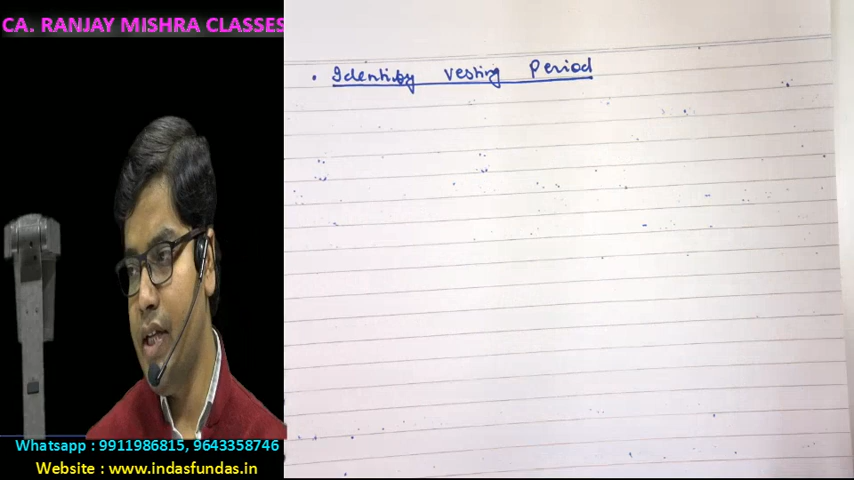 CA. RANJAY MISHRA CLASSES
• Identify Vesting Period
Whatsapp : 9911986815, 9643358746
Website : www.indasfundas.in